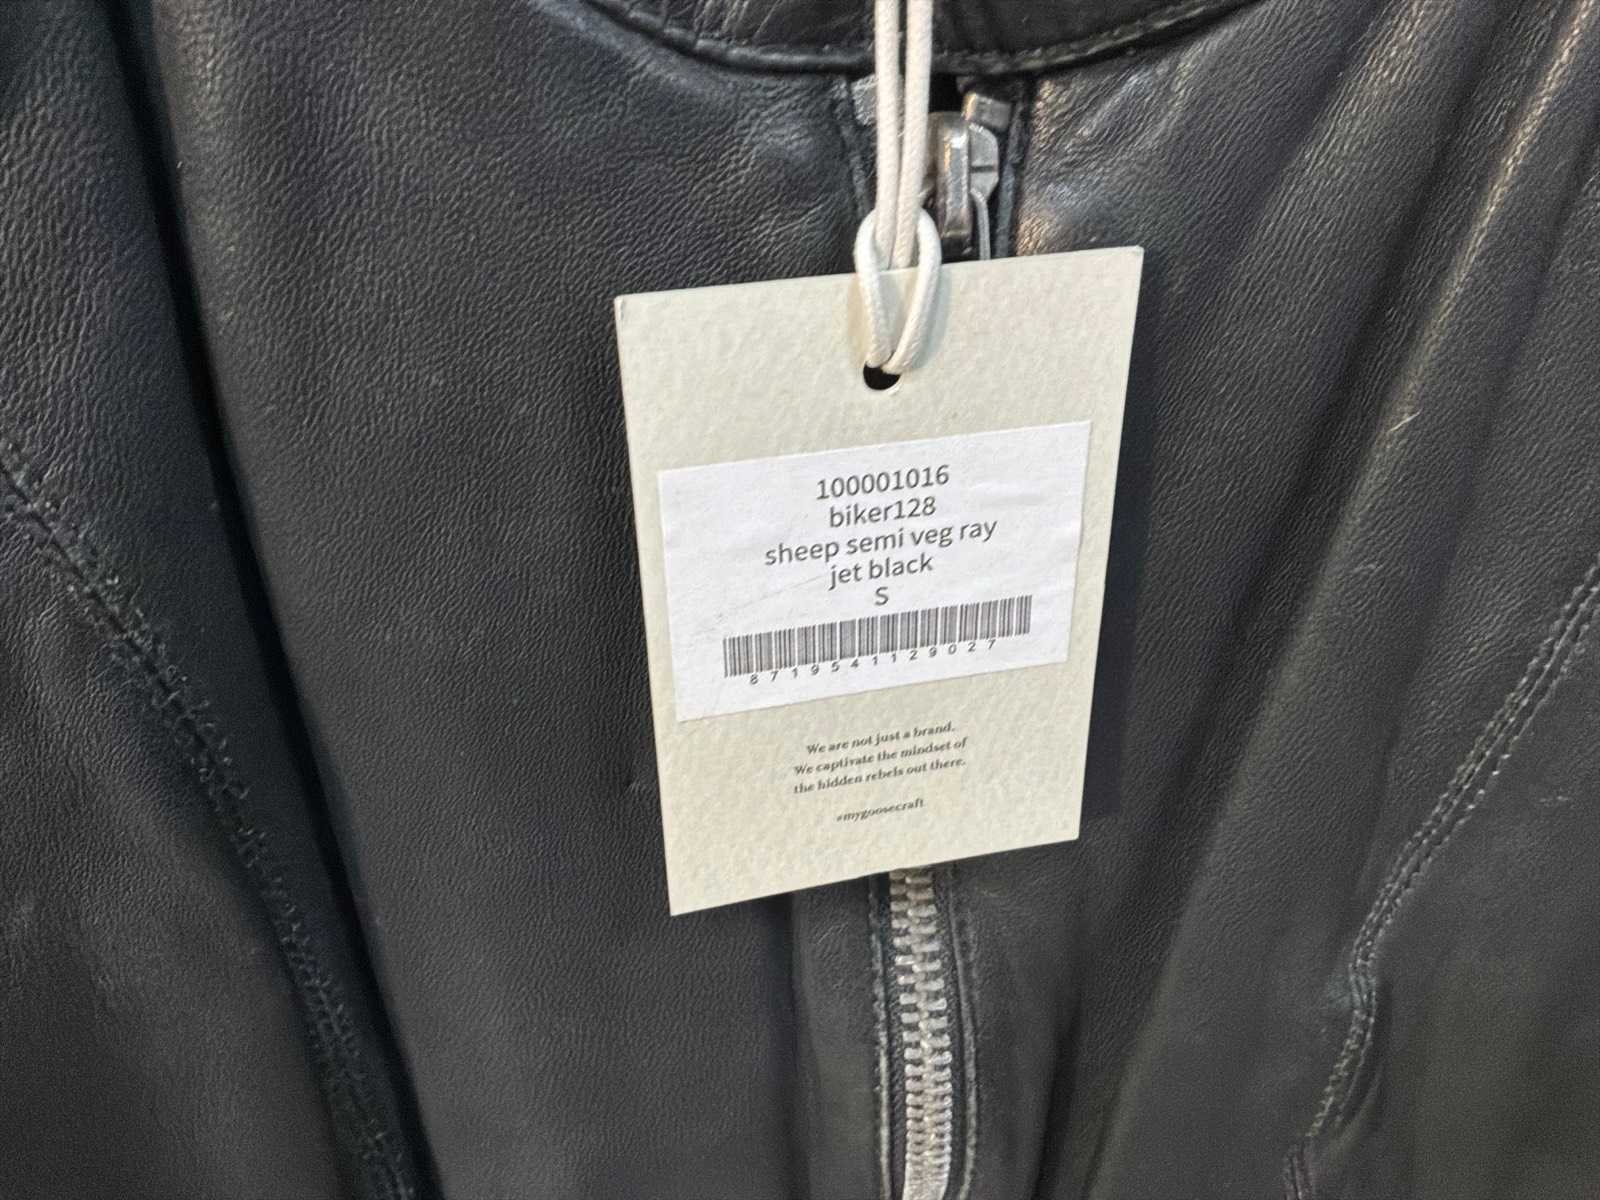 100001016
biker128
sheep semi veg ray
jet black
S
8719541129027
We are not just a brand.
We captivate the mindset of
the hidden rebels out there.
#mygoosecraft